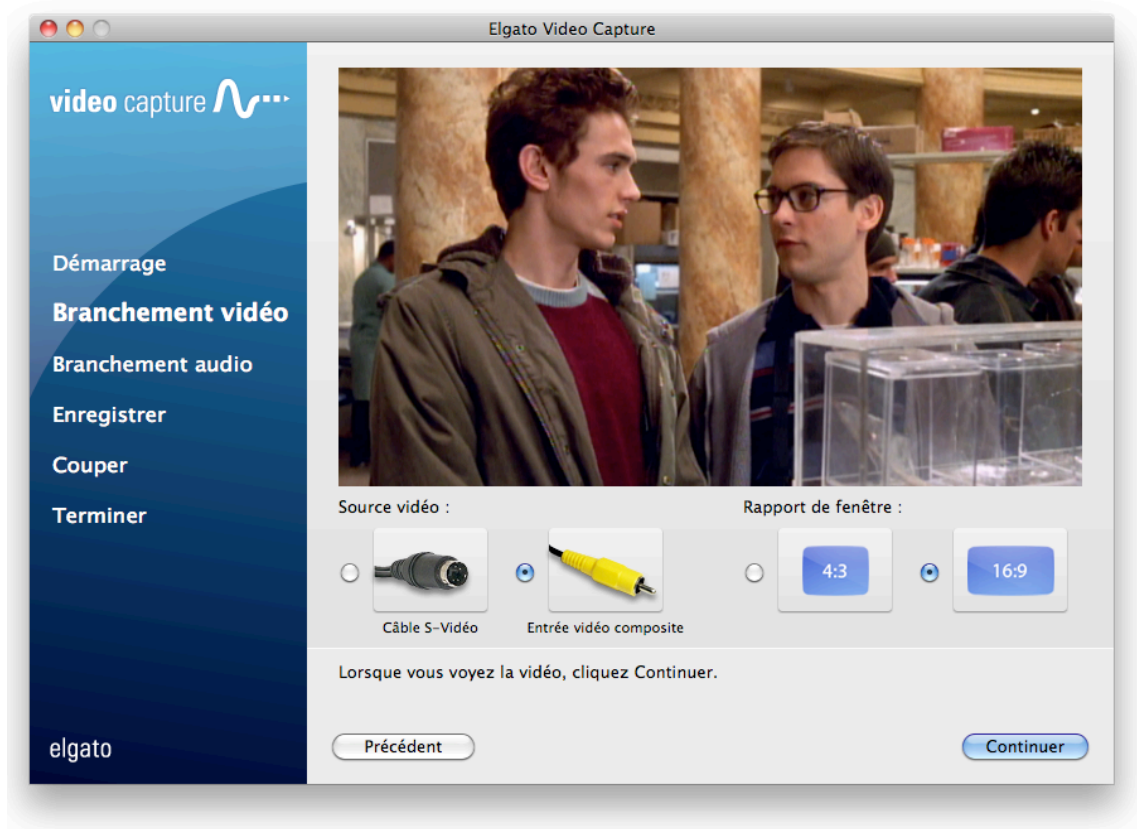 Elgato Video Capture
video capture
Démarrage
Branchement vidéo
Branchement audio
Enregistrer
Couper
Terminer
elgato
Source vidéo :
Câble S-Vidéo
Entrée vidéo composite
Rapport de fenêtre :
4:3
16:9
Lorsque vous voyez la vidéo, cliquez Continuer.
Précédent
Continuer